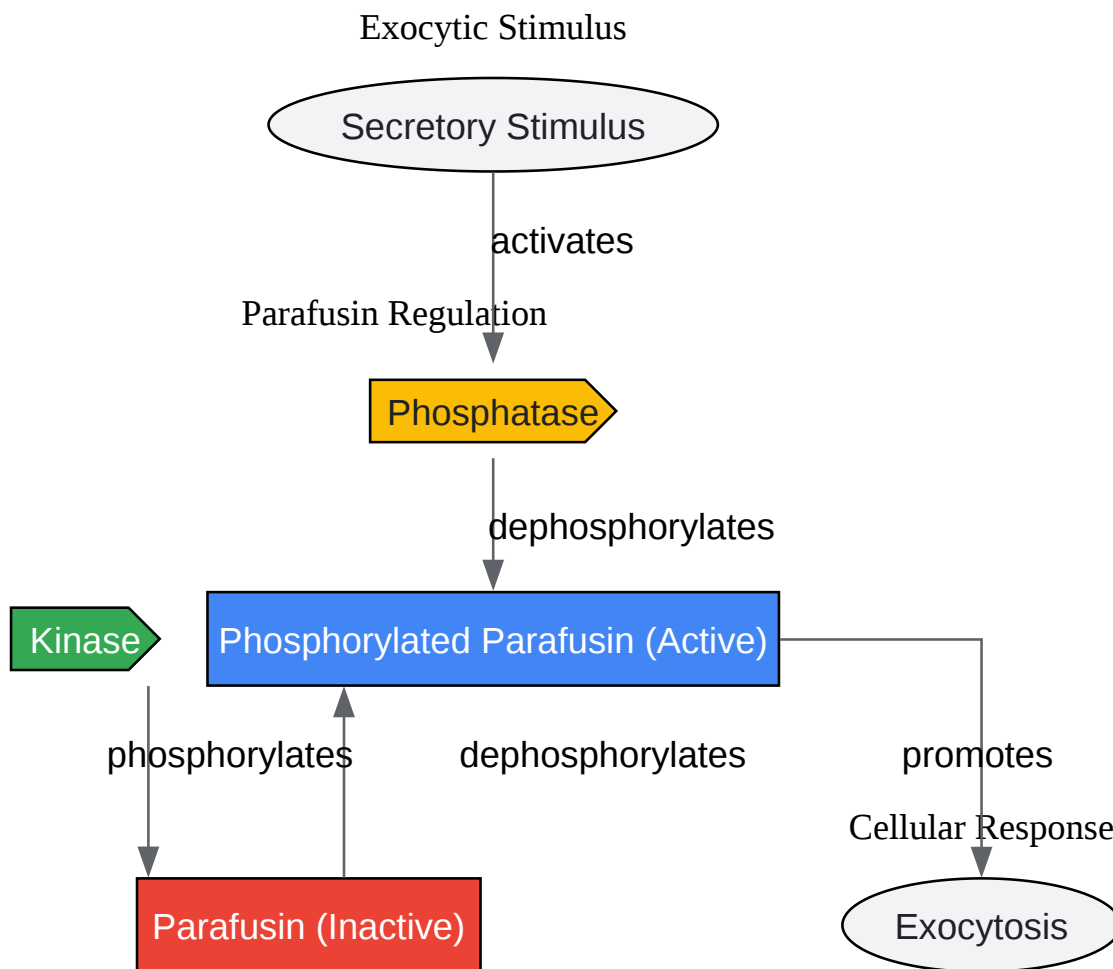 Exocytic Stimulus
Secretory Stimulus
activates
Parafusin Regulation
Phosphatase
dephosphorylates
Kinase
Phosphorylated Parafusin (Active)
phosphorylates
dephosphorylates
promotes
Cellular Response
Parafusin (Inactive)
Exocytosis